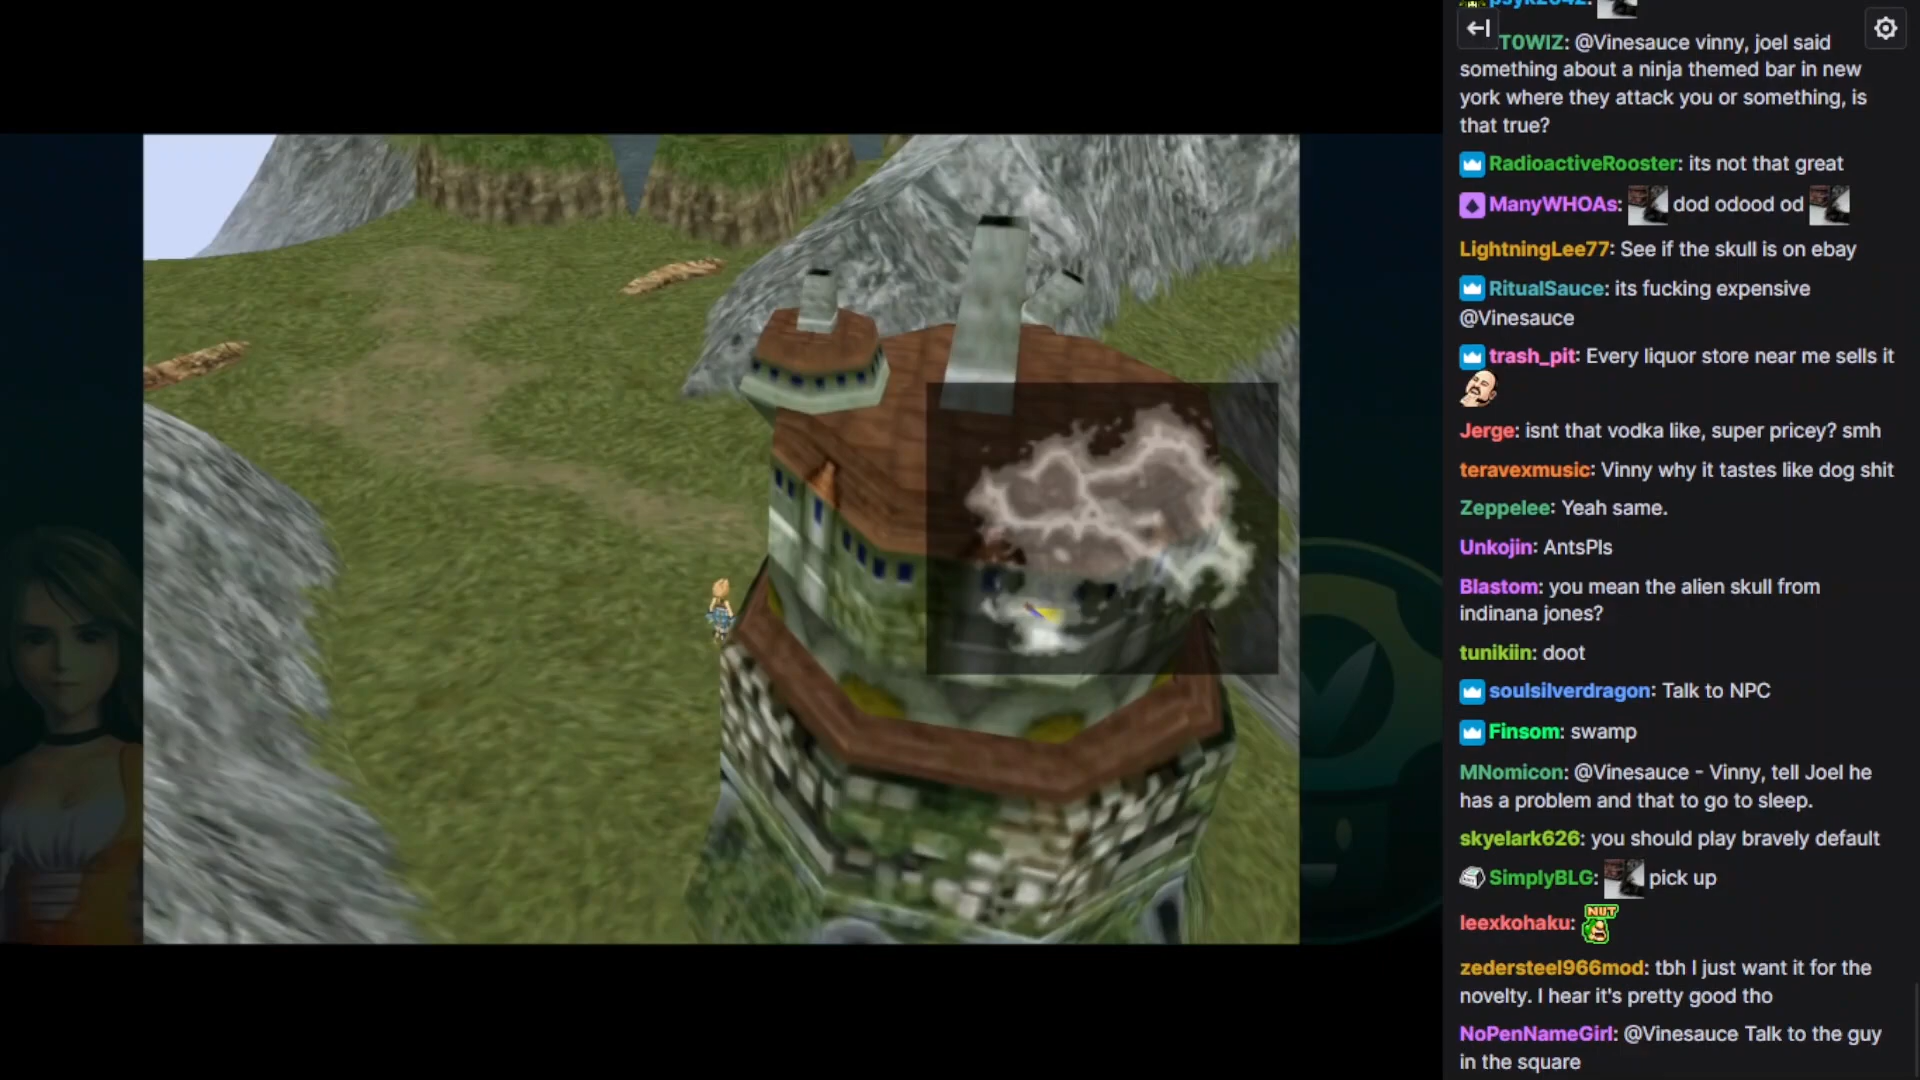 T0WIZ: @Vinesauce vinny, joel said
something about a ninja themed bar in new
york where they attack you or something, is
that true?
RadioactiveRooster: its not that great
ManyWHOAs: dod odood od
LightningLee77: See if the skull is on ebay
RitualSauce: its fucking expensive
@Vinesauce
trash_pit: Every liquor store near me sells it
Jerge: isnt that vodka like, super pricey? smh
teravexmusic: Vinny why it tastes like dog shit
Zeppelee: Yeah same.
Unkojin: AntsPls
Blastom: you mean the alien skull from
indinana jones?
tunikiin: doot
soulsilverdragon: Talk to NPC
Finsom: swamp
MNomicon: @Vinesauce - Vinny, tell Joel he
has a problem and that to go to sleep.
skyelark626: you should play bravely default
SimplyBLG: pick up
leexkohaku: NUT
zedersteel966mod: tbh I just want it for the
novelty. I hear it's pretty good tho
NoPenNameGirl: @Vinesauce Talk to the guy
in the square